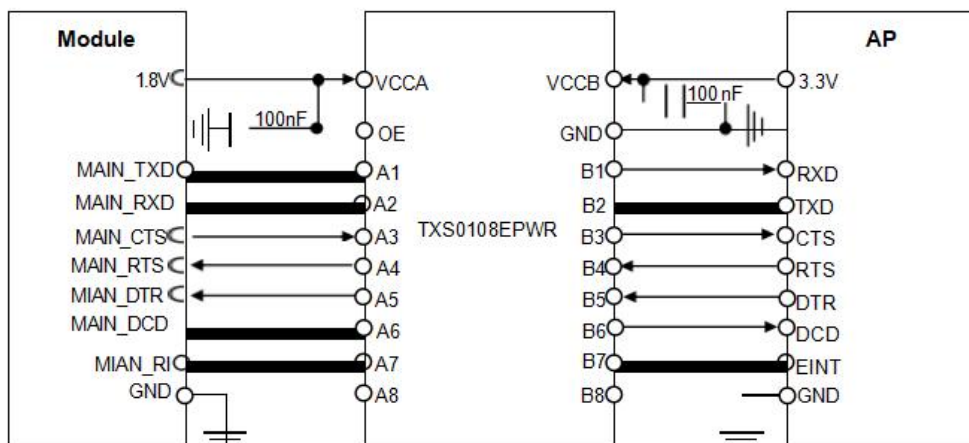 Module
AP
1.8V
VCCA
VCCB
3.3V
100nF
100 nF
OE
GND
MAIN_TXD
A1
B1
RXD
MAIN_RXD
A2
TXS0108EPWR
B2
TXD
MAIN_CTS
A3
B3
CTS
MAIN_RTS
A4
B4
RTS
MIAN_DTR
A5
B5
DTR
MAIN_DCD
A6
B6
DCD
MIAN_RI
A7
B7
EINT
GND
A8
B8
GND